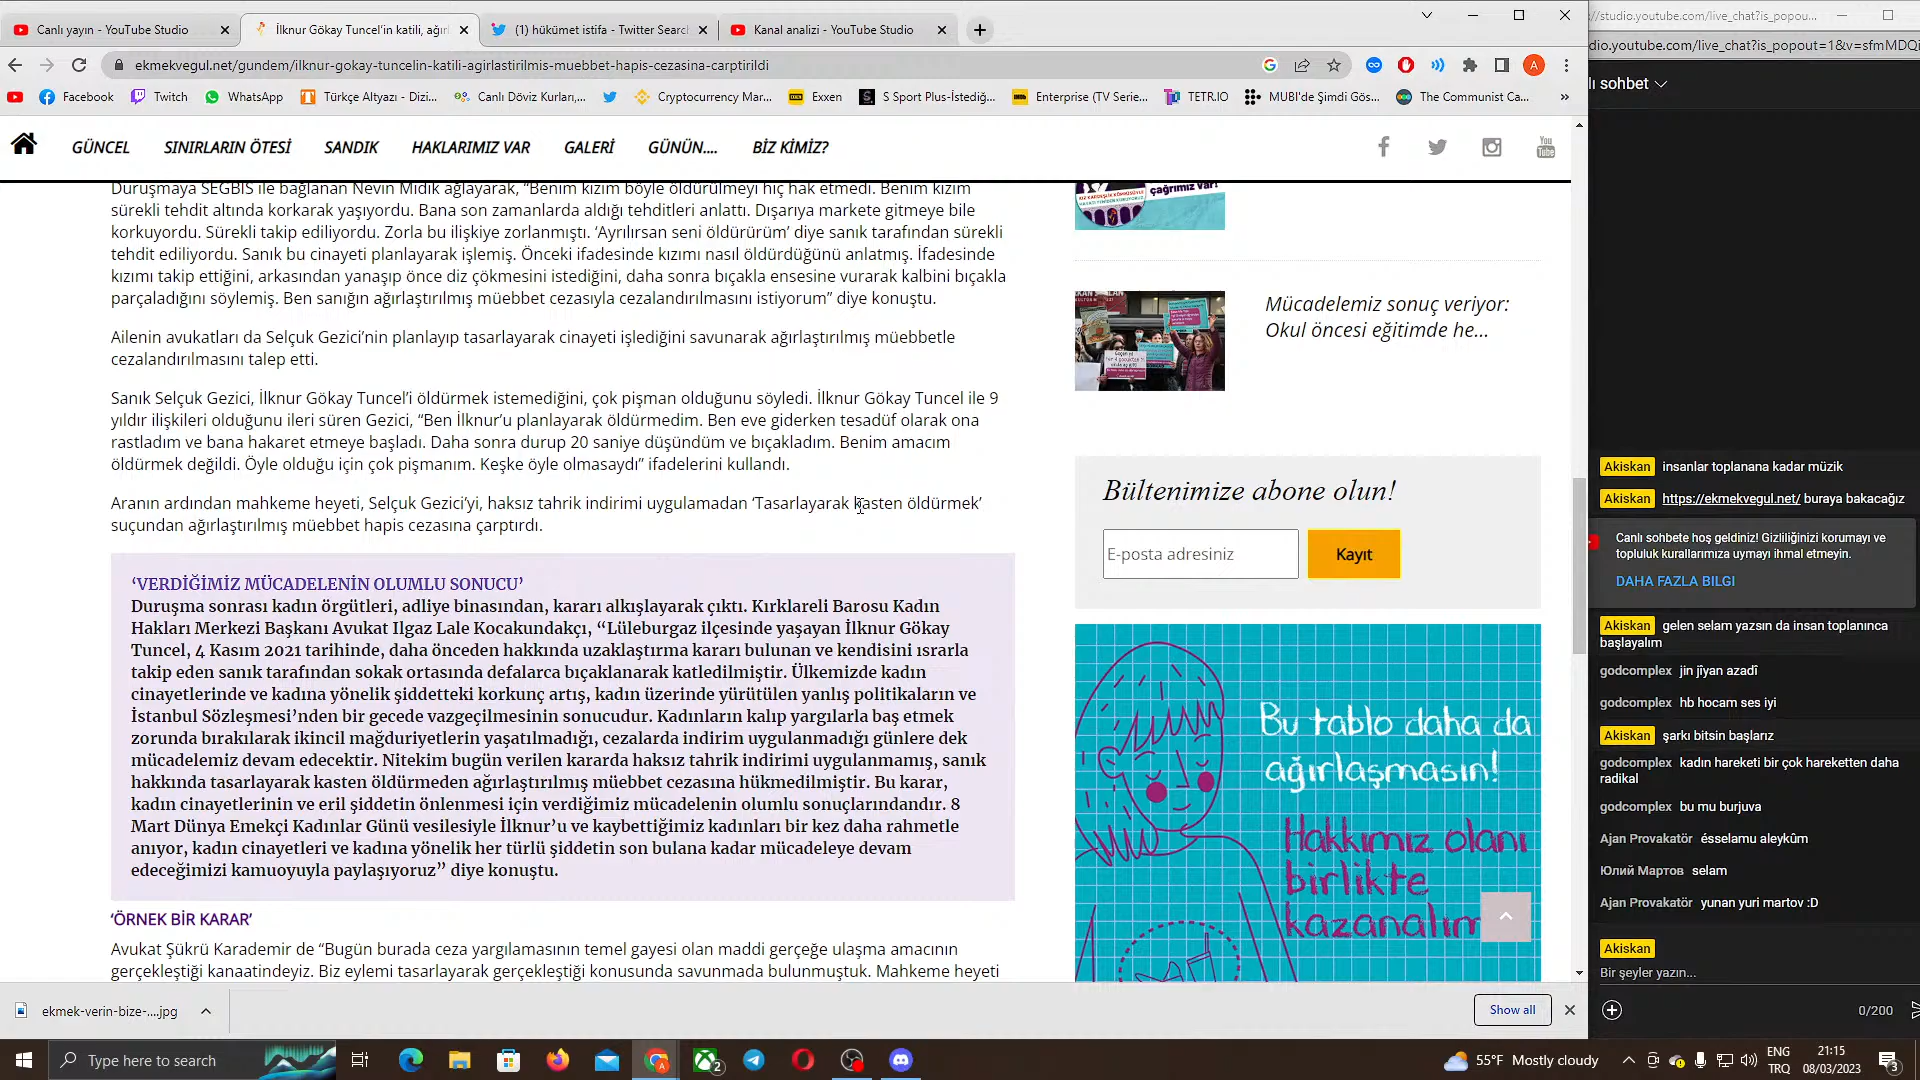 Canlı yayın - YouTube Studio
İlknur Gökay Tuncel'in katili, ağır
(1) hükümet istifa - Twitter Searc
Kanal analizi - YouTube Studio
//studio.youtube.com/live_chat?is_popou...
ekmekvegul.net/gundem/ilknur-gokay-tuncelin-katili-agirlastirilmis-muebbet-hapis-cezasina-carptirildi
dio.youtube.com/live_chat?is_popout=1&v=sfmMDQi
Facebook
Twitch
WhatsApp
Türkçe Altyazı - Dizi...
Canlı Döviz Kurları,...
Cryptocurrency Mar...
Exxen
S Sport Plus-İstediğ...
Enterprise (TV Serie...
TETR.IO
MUBI'de Şimdi Gös...
The Communist Ca...
GÜNCEL
SINIRLARIN ÖTESİ
SANDIK
HAKLARIMIZ VAR
GALERİ
GÜNÜN....
BİZ KİMİZ?
Duruşmaya SEGBİS ile bağlanan Nevin Mıdık ağlayarak, “Benim kızım böyle öldürülmeyi hiç hak etmedi. Benim kızım
sürekli tehdit altında korkarak yaşıyordu. Bana son zamanlarda aldığı tehditleri anlattı. Dışarıya markete gitmeye bile
korkuyordu. Sürekli takip ediliyordu. Zorla bu ilişkiye zorlanmıştı. ‘Ayrılırsan seni öldürürüm’ diye sanık tarafından sürekli
tehdit ediliyordu. Sanık bu cinayeti planlayarak işlemiş. Önceki ifadesinde kızımı nasıl öldürdüğünü anlatmış. İfadesinde
kızımı takip ettiğini, arkasından yanaşıp önce diz çökmesini istediğini, daha sonra bıçakla ensesine vurarak kalbini bıçakla
parçaladığını söylemiş. Ben sanığın ağırlaştırılmış müebbet cezasıyla cezalandırılmasını istiyorum” diye konuştu.
Ailenin avukatları da Selçuk Gezici’nin planlayıp tasarlayarak cinayeti işlediğini savunarak ağırlaştırılmış müebbetle
cezalandırılmasını talep etti.
Sanık Selçuk Gezici, İlknur Gökay Tuncel’i öldürmek istemediğini, çok pişman olduğunu söyledi. İlknur Gökay Tuncel ile 9
yıldır ilişkileri olduğunu ileri süren Gezici, “Ben İlknur’u planlayarak öldürmedim. Ben eve giderken tesadüf olarak ona
rastladım ve bana hakaret etmeye başladı. Daha sonra durup 20 saniye düşündüm ve bıçakladım. Benim amacım
öldürmek değildi. Öyle olduğu için çok pişmanım. Keşke öyle olmasaydı” ifadelerini kullandı.
Aranın ardından mahkeme heyeti, Selçuk Gezici’yi, haksız tahrik indirimi uygulamadan ‘Tasarlayarak kasten öldürmek’
suçundan ağırlaştırılmış müebbet hapis cezasına çarptırdı.
‘VERDİĞİMİZ MÜCADELENİN OLUMLU SONUCU’
Duruşma sonrası kadın örgütleri, adliye binasından, kararı alkışlayarak çıktı. Kırklareli Barosu Kadın
Hakları Merkezi Başkanı Avukat Ilgaz Lale Kocakundakçı, “Lüleburgaz ilçesinde yaşayan İlknur Gökay
Tuncel, 4 Kasım 2021 tarihinde, daha önceden hakkında uzaklaştırma kararı bulunan ve kendisini ısrarla
takip eden sanık tarafından sokak ortasında defalarca bıçaklanarak katledilmiştir. Ülkemizde kadın
cinayetlerinde ve kadına yönelik şiddetteki korkunç artış, kadın üzerinde yürütülen yanlış politikaların ve
İstanbul Sözleşmesi’nden bir gecede vazgeçilmesinin sonucudur. Kadınların kalıp yargılarla baş etmek
zorunda bırakılarak ikincil mağduriyetlerin yaşatılmadığı, cezalarda indirim uygulanmadığı günlere dek
mücadelemiz devam edecektir. Nitekim bugün verilen kararda haksız tahrik indirimi uygulanmamış, sanık
hakkında tasarlayarak kasten öldürmeden ağırlaştırılmış müebbet cezasına hükmedilmiştir. Bu karar,
kadın cinayetlerinin ve eril şiddetin önlenmesi için verdiğimiz mücadelenin olumlu sonuçlarındandır. 8
Mart Dünya Emekçi Kadınlar Günü vesilesiyle İlknur’u ve kaybettiğimiz kadınları bir kez daha rahmetle
anıyor, kadın cinayetleri ve kadına yönelik her türlü şiddetin son bulana kadar mücadeleye devam
edeceğimizi kamuoyuyla paylaşıyoruz” diye konuştu.
‘ÖRNEK BİR KARAR’
Avukat Şükrü Karademir de “Bugün burada ceza yargılamasının temel gayesi olan maddi gerçeğe ulaşma amacının
gerçekleştiği kanaatindeyiz. Biz eylemi tasarlayarak gerçekleştiği konusunda savunmada bulunmuştuk. Mahkeme heyeti
çağrımız var!
Mücadelemiz sonuç veriyor:
Okul öncesi eğitimde he...
Bültenimize abone olun!
E-posta adresiniz
Kayıt
Bu tablo daha da
ağırlaşmasın!
Hakkımız olanı
birlikte
kazanalım
lı sohbet
Akiskan insanlar toplanana kadar müzik
Akiskan https://ekmekvegul.net/ buraya bakacağız
Canlı sohbete hoş geldiniz! Gizliliğinizi korumayı ve
topluluk kurallarımıza uymayı ihmal etmeyin.
DAHA FAZLA BILGI
Akiskan gelen selam yazsın da insan toplanınca
başlayalım
godcomplex jin jîyan azadî
godcomplex hb hocam ses iyi
Akiskan şarkı bitsin başlarız
godcomplex kadın hareketi bir çok hareketten daha
radikal
godcomplex bu mu burjuva
Ajan Provakatör ésselamu aleykûm
Юлий Мартов selam
Ajan Provakatör yunan yuri martov :D
Akiskan
Bir şeyler yazın...
0/200
ekmek-verin-bize-....jpg
Show all
Type here to search
2
55°F Mostly cloudy
ENG
TRQ
21:15
08/03/2023
3